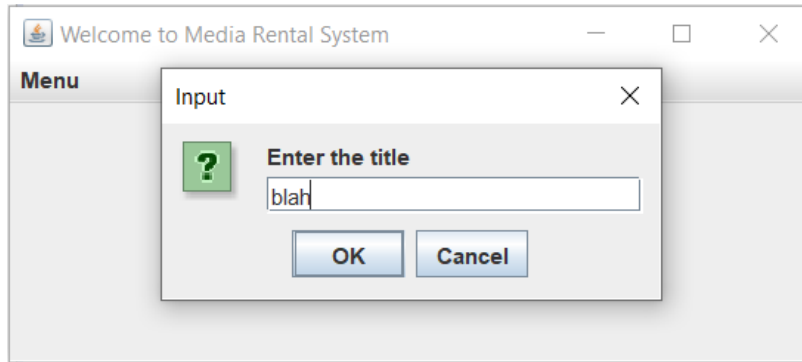 Welcome to Media Rental System
Menu
Input
?
Enter the title
blah
OK
Cancel